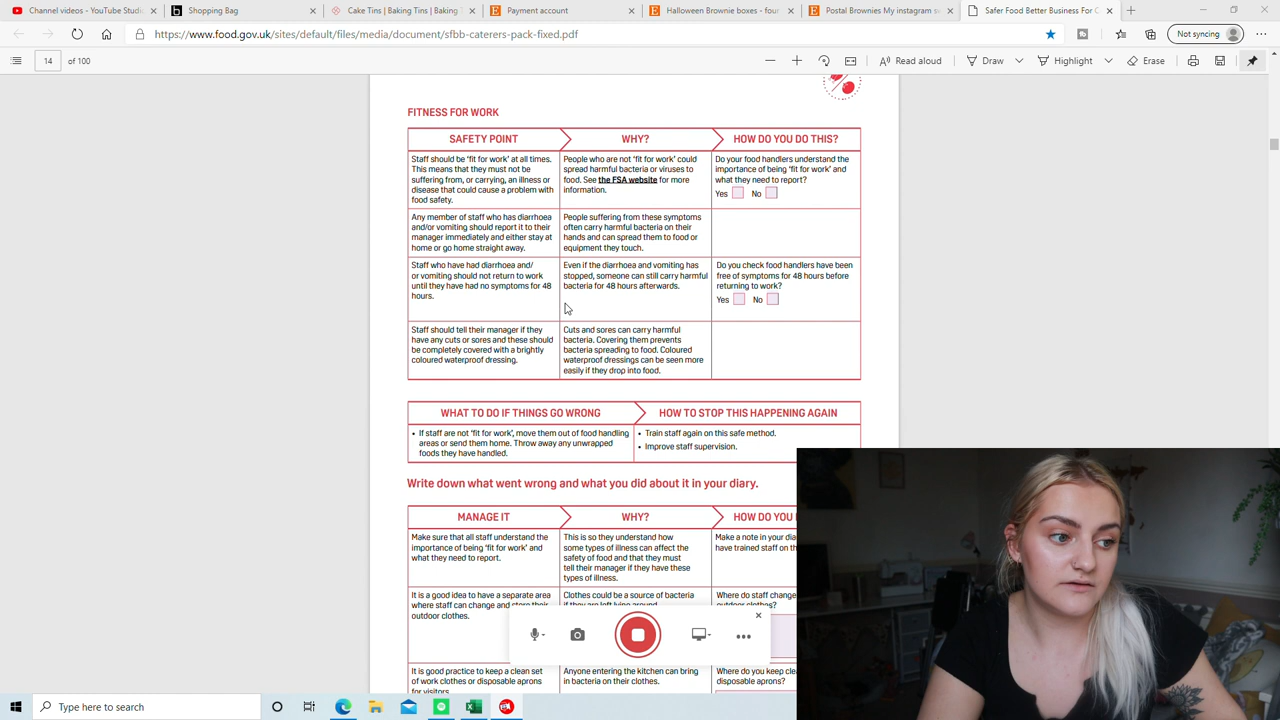 Channel videos - YouTube Studi
Shopping Bag
Cake Tins | Baking Tins | Baking
Payment account
Halloween Brownie boxes - four
Postal Brownies My instagram is
Safer Food Better Business For C
https://www.food.gov.uk/sites/default/files/media/document/sfbb-caterers-pack-fixed.pdf
Not syncing
14 of 100
Read aloud
Draw
Highlight
Erase
FITNESS FOR WORK
SAFETY POINT
WHY?
HOW DO YOU DO THIS?
Staff should be 'fit for work' at all times.
This means that they must not be
suffering from, or carrying, an illness or
disease that could cause a problem with
food safety.
People who are not 'fit for work' could
spread harmful bacteria or viruses to
food. See the FSA website for more
information.
Do your food handlers understand the
importance of being 'fit for work' and
what they need to report?
Yes No
Any member of staff who has diarrhoea
and/or vomiting should report it to their
manager immediately and either stay at
home or go home straight away.
People suffering from these symptoms
often carry harmful bacteria on their
hands and can spread them to food or
equipment they touch.
Staff who have had diarrhoea and/
or vomiting should not return to work
until they have had no symptoms for 48
hours.
Even if the diarrhoea and vomiting has
stopped, someone can still carry harmful
bacteria for 48 hours afterwards.
Do you check food handlers have been
free of symptoms for 48 hours before
returning to work?
Yes No
Staff should tell their manager if they
have any cuts or sores and these should
be completely covered with a brightly
coloured waterproof dressing.
Cuts and sores can carry harmful
bacteria. Covering them prevents
bacteria spreading to food. Coloured
waterproof dressings can be seen more
easily if they drop into food.
WHAT TO DO IF THINGS GO WRONG
HOW TO STOP THIS HAPPENING AGAIN
• If staff are not 'fit for work', move them out of food handling
areas or send them home. Throw away any unwrapped
foods they have handled.
• Train staff again on this safe method.
• Improve staff supervision.
Write down what went wrong and what you did about it in your diary.
MANAGE IT
WHY?
HOW DO YOU
Make sure that all staff understand the
importance of being 'fit for work' and
what they need to report.
This is so they understand how
some types of illness can affect the
safety of food and that they must
tell their manager if they have these
types of illness.
Make a note in your dia
have trained staff on th
It is a good idea to have a separate area
where staff can change and store their
outdoor clothes.
Clothes could be a source of bacteria
if they are left lying around.
Where do staff change
outdoor clothes?
It is good practice to keep a clean set
of work clothes or disposable aprons
for visitors.
Anyone entering the kitchen can bring
in bacteria on their clothes.
Where do you keep cle
disposable aprons?
Type here to search